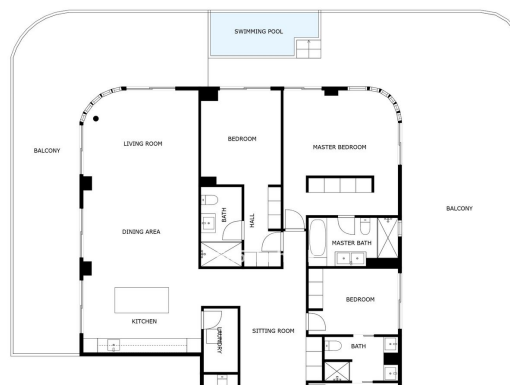 SWIMMING POOL
LIVING ROOM
BEDROOM
MASTER BEDROOM
BALCONY
BALCONY
BATH
HALL
DINING AREA
MASTER BATH
BEDROOM
KITCHEN
LAUNDRY
SITTING ROOM
BATH